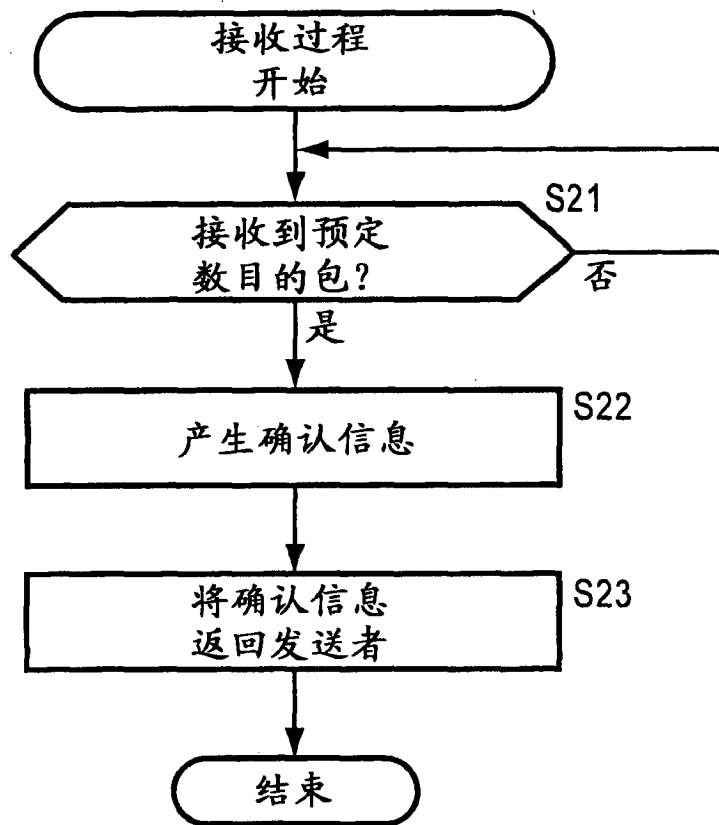 接收过程
开始
S21
接收到预定
数目的包?
否
是
S22
产生确认信息
S23
将确认信息
返回发送者
结束